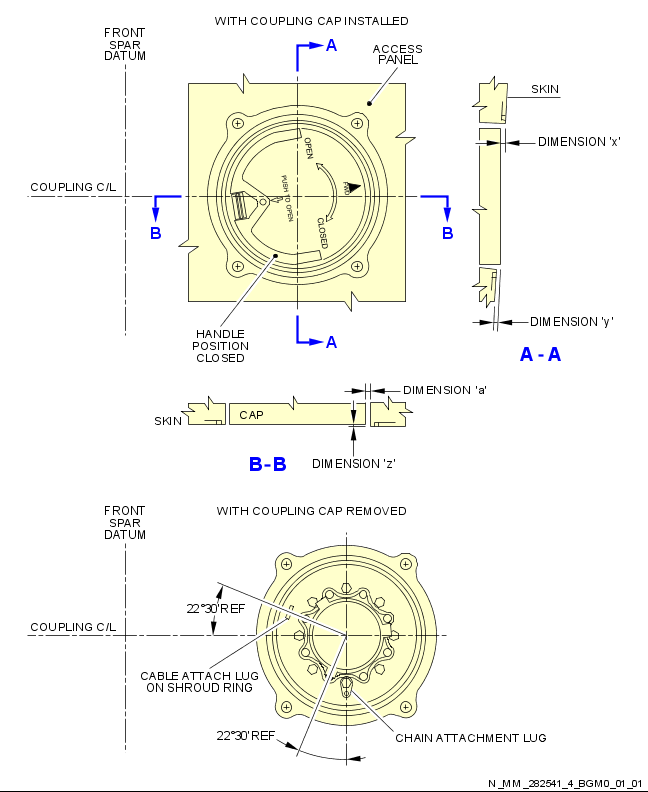 WITH COUPLING CAP INSTALLED
FRONT
SPAR
DATUM
A
ACCESS
PANEL
SKIN
OPEN
DIMENSION 'x'
PUSH TO OPEN
FWD
COUPLING C/L
CLOSED
B
B
A
HANDLE
POSITION
CLOSED
DIMENSION 'y'
A - A
DIMENSION 'a'
SKIN
CAP
B-B
DIMENSION 'z'
FRONT
SPAR
DATUM
WITH COUPLING CAP REMOVED
22°30'REF
COUPLING C/L
CABLE ATTACH LUG
ON SHROUD RING
22°30'REF
CHAIN ATTACHMENT LUG
N_MM_282541_4_BGM0_01_01